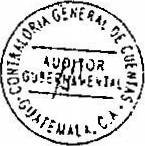 CONTRALORIA GENERAL DE CUENTAS
AUDITOR
GUBERNAMENTAL
GUATEMALA, C.A.